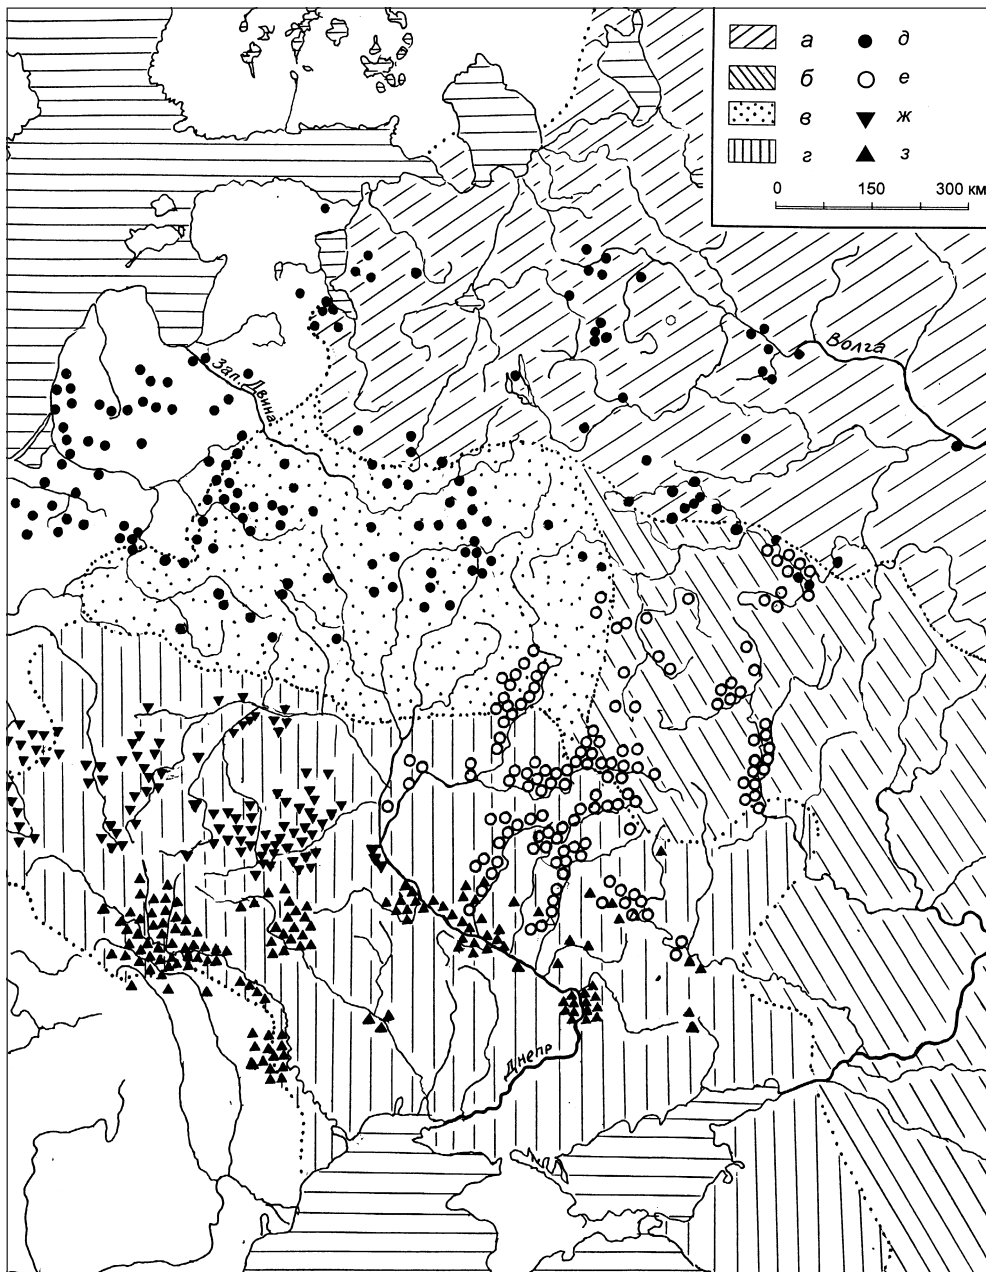 а д
б е
в ж
г з
0 150 300 км
Волга
Зап. Двина
Днепр